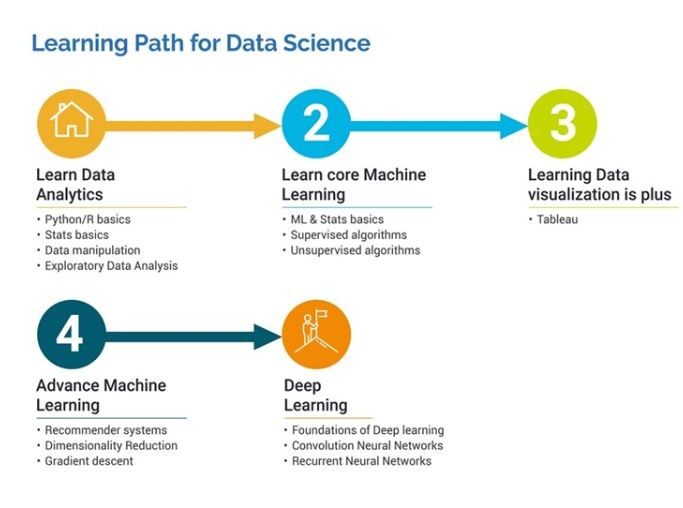 Learning Path for Data Science
2
3
Learn Data
Analytics
• Python/R basics
• Stats basics
• Data manipulation
• Exploratory Data Analysis
Learn core Machine
Learning
• ML & Stats basics
• Supervised algorithms
• Unsupervised algorithms
Learning Data
visualization is plus
• Tableau
4
Advance Machine
Learning
• Recommender systems
• Dimensionality Reduction
• Gradient descent
Deep
Learning
• Foundations of Deep learning
• Convolution Neural Networks
• Recurrent Neural Networks